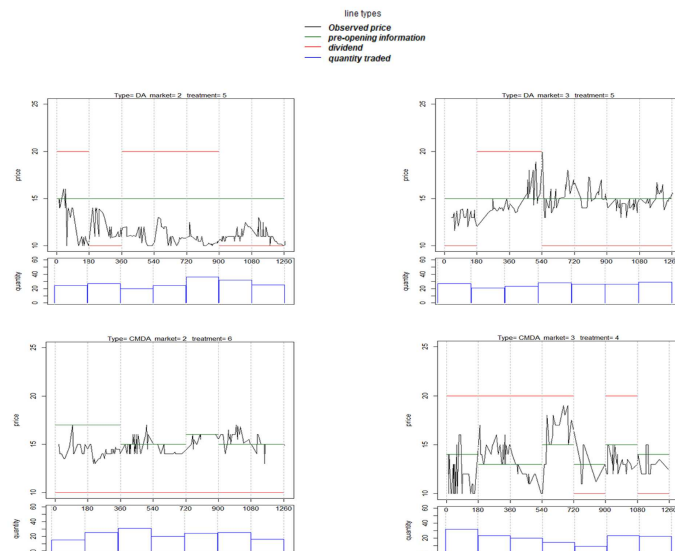 line types
Observed price
pre-opening information
dividend
quantity traded
Type= DA market= 2 treatment= 5
25
20
15
10
price
60
40
20
0
quantity
0 180 360 540 720 900 1080 1260
Type= DA market= 3 treatment= 5
25
20
15
10
price
60
40
20
0
quantity
0 180 360 540 720 900 1080 1260
Type= CMDA market= 2 treatment= 6
25
20
15
10
price
0 180 360 540 720 900 1080 1260
60
40
20
quantity
Type= CMDA market= 3 treatment= 4
25
20
15
10
price
0 180 360 540 720 900 1080 1260
60
40
20
quantity